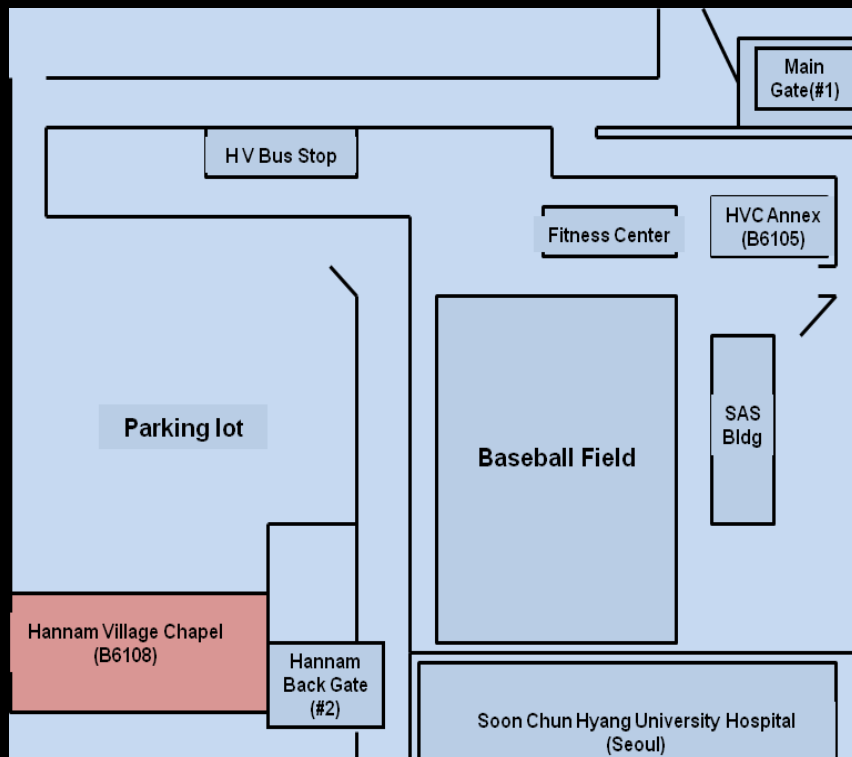 Main
Gate(#1)
H V Bus Stop
HVC Annex
(B6105)
Fitness Center
Parking lot
SAS
Bldg
Baseball Field
Hannam Village Chapel
(B6108)
Hannam
Back Gate
(#2)
Soon Chun Hyang University Hospital
(Seoul)